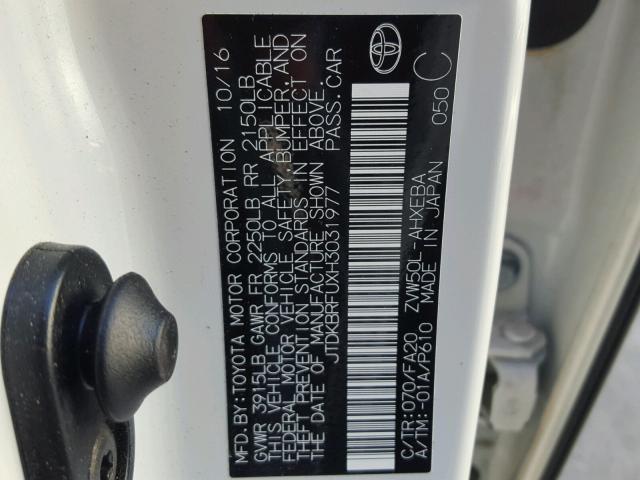 MFD. BY: TOYOTA MOTOR CORPORATION 10/16
GVWR 3915LB GAWR FR 2250LB RR 2150LB
THIS VEHICLE CONFORMS TO ALL APPLICABLE
FEDERAL MOTOR VEHICLE SAFETY, BUMPER, AND
THEFT PREVENTION STANDARDS IN EFFECT ON
THE DATE OF MANUFACTURE SHOWN ABOVE.
JTDKBRFUXH3031977 PASS. CAR
C/TR: 070/FA20 ZVW50L-AHXEBA 050 C
A/TM: -01A/P610 MADE IN JAPAN